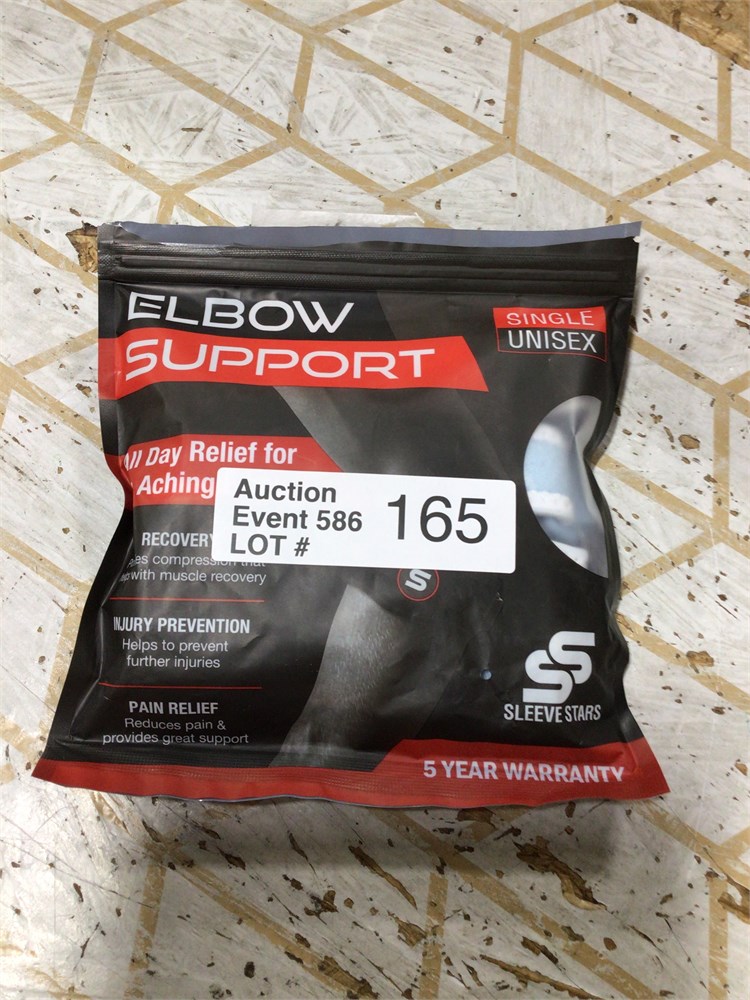 ELBOW
SUPPORT
SINGLE
UNISEX
All Day Relief for
Aching
Auction
Event 586
LOT #
165
RECOVERY
compression that
with muscle recovery
S
INJURY PREVENTION
Helps to prevent
further injuries
PAIN RELIEF
Reduces pain &
provides great support
SS
SLEEVE STARS
5 YEAR WARRANTY